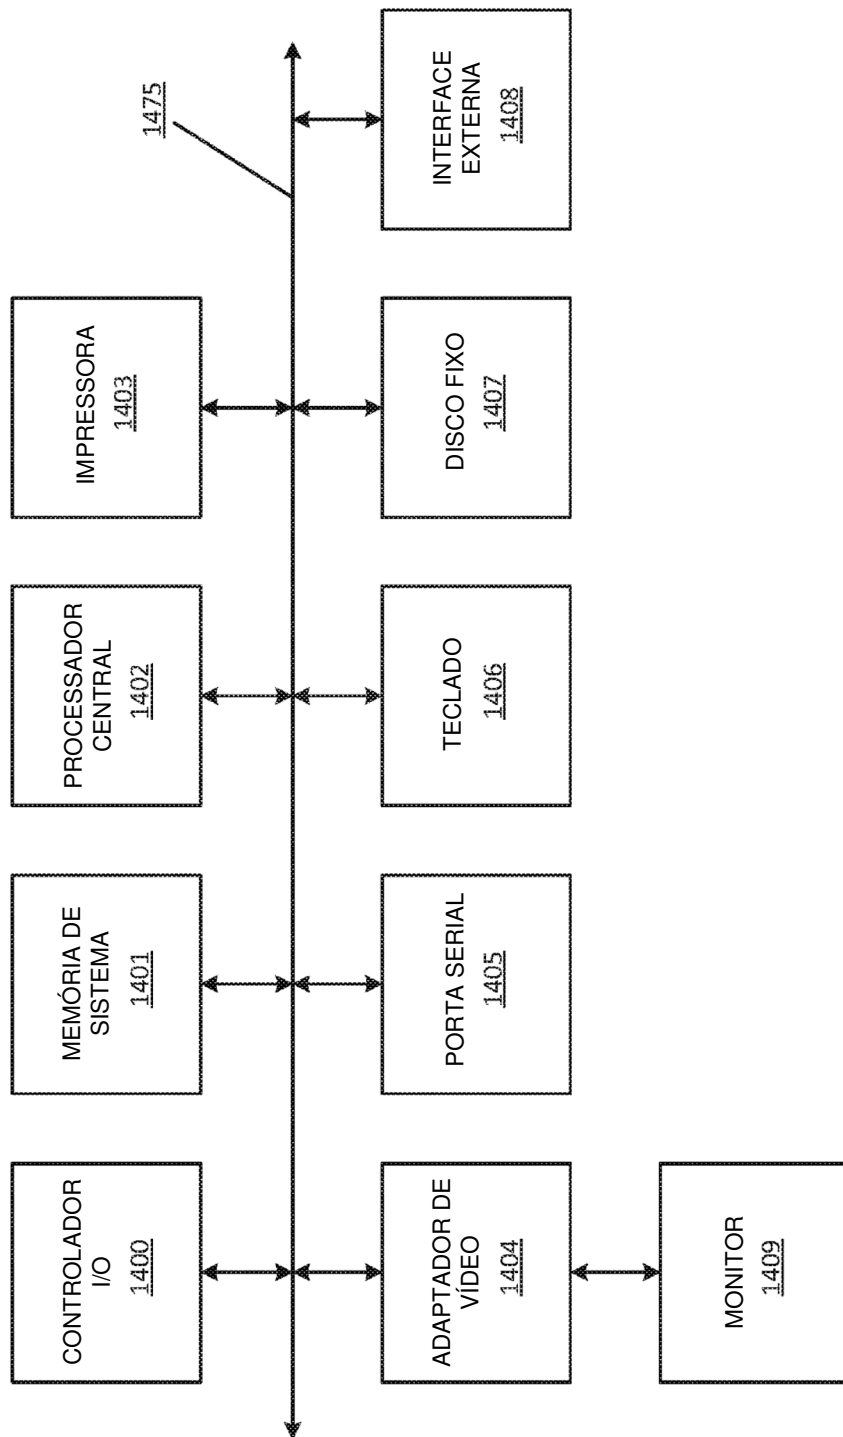 CONTROLADOR
I/O
1400
MEMÓRIA DE
SISTEMA
1401
PROCESSADOR
CENTRAL
1402
IMPRESSORA
1403
1475
ADAPTADOR DE
VÍDEO
1404
PORTA SERIAL
1405
TECLADO
1406
DISCO FIXO
1407
INTERFACE
EXTERNA
1408
MONITOR
1409